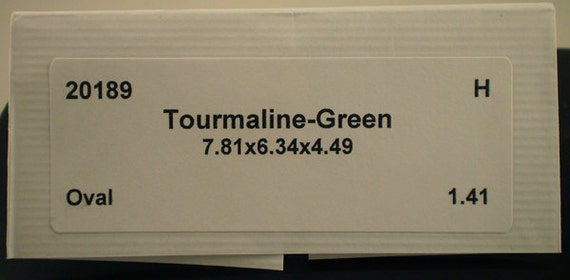 20189 H
Tourmaline-Green
7.81x6.34x4.49
Oval 1.41